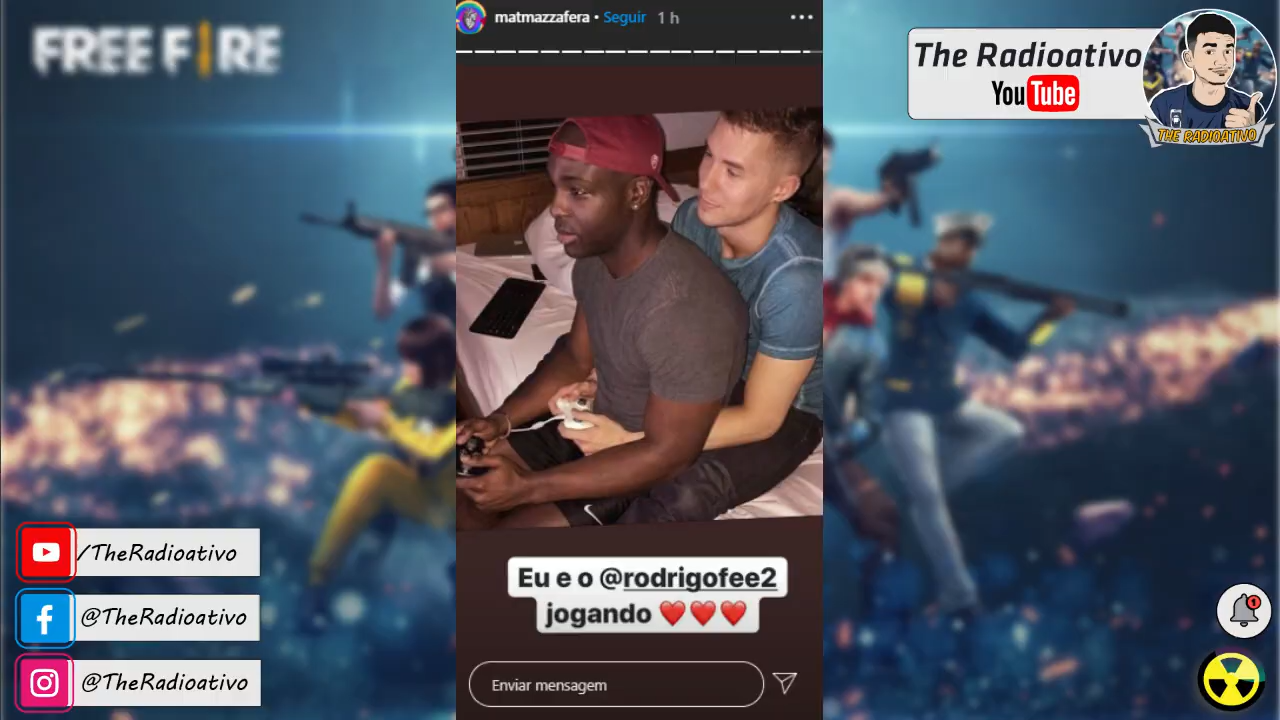 FREE FIRE
matmazzafera • Seguir 1 h
The Radioativo
YouTube
THE RADIOATIVO
/TheRadioativo
@TheRadioativo
@TheRadioativo
Eu e o @rodrigofee2
jogando ❤️❤️❤️
Enviar mensagem
1